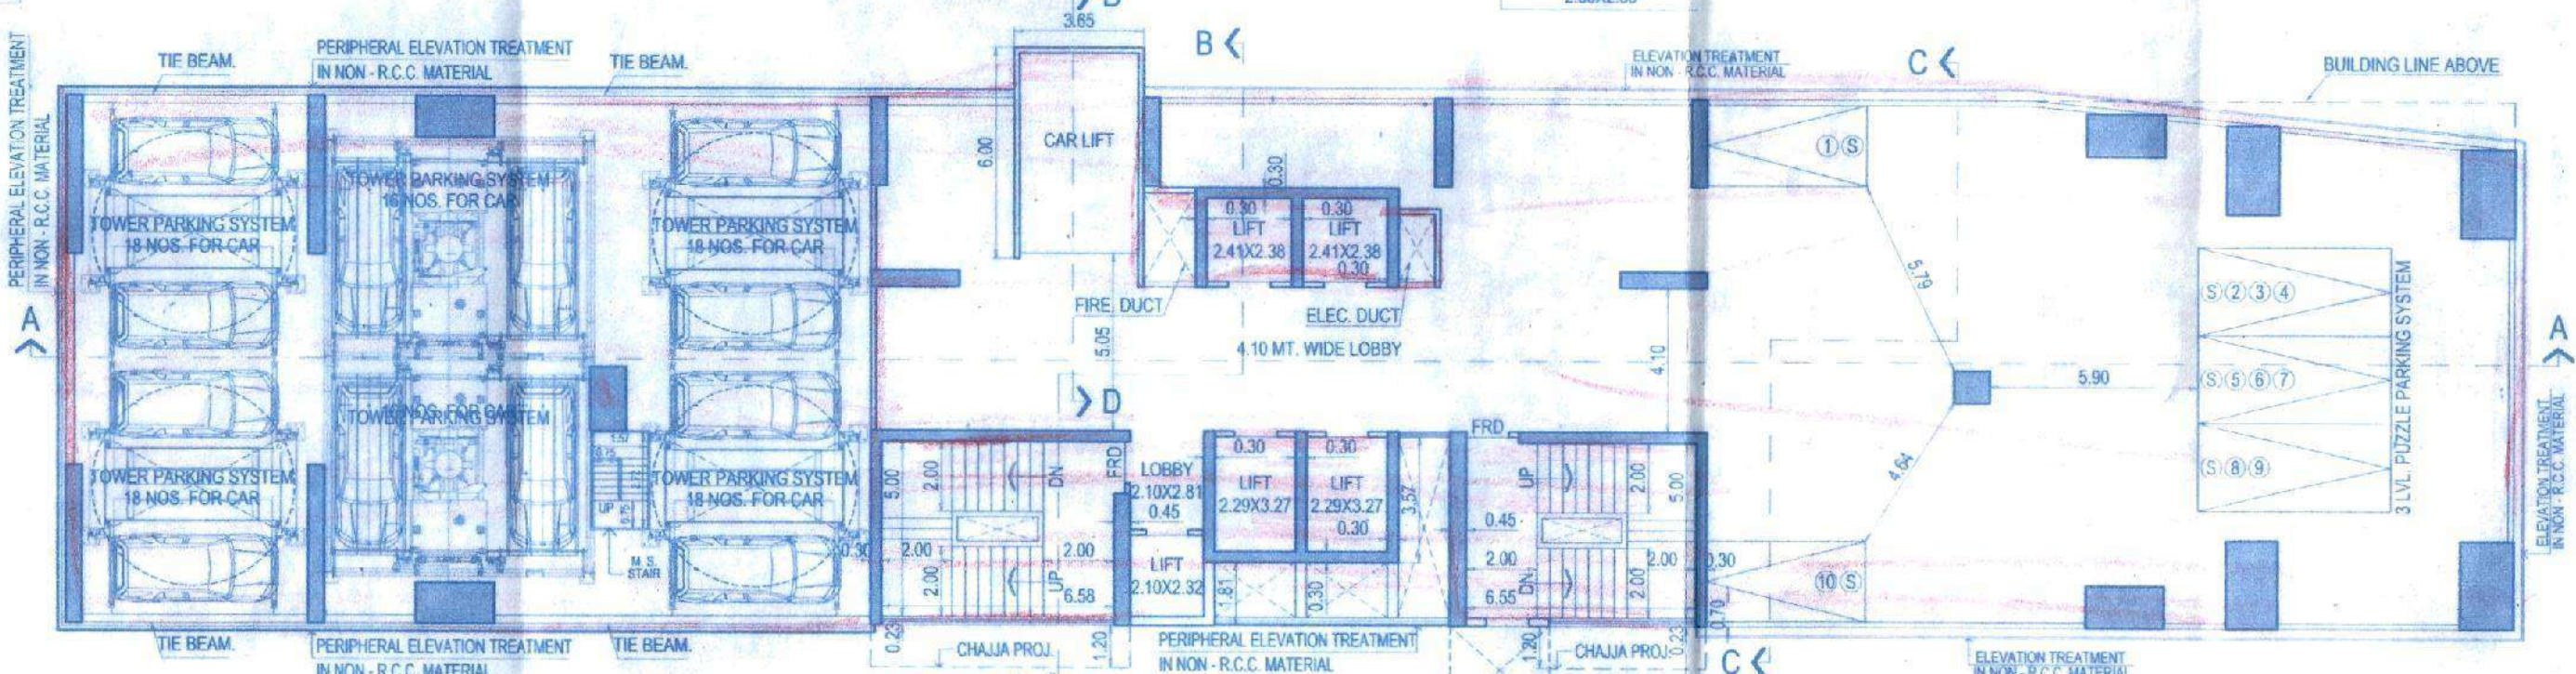 D
3.65
PERIPHERAL ELEVATION TREATMENT
IN NON - R.C.C. MATERIAL
TIE BEAM.
PERIPHERAL ELEVATION TREATMENT
IN NON - R.C.C. MATERIAL
TIE BEAM.
B
ELEVATION TREATMENT
IN NON - R.C.C. MATERIAL
C
BUILDING LINE ABOVE
6.00
CAR LIFT
① Ⓢ
TOWER PARKING SYSTEM
16 NOS. FOR CAR
TOWER PARKING SYSTEM
18 NOS. FOR CAR
TOWER PARKING SYSTEM
18 NOS. FOR CAR
0.30
0.30
LIFT
2.41X2.38
0.30
LIFT
2.41X2.38
0.30
FIRE DUCT
ELEC. DUCT
5.79
Ⓢ ② ③ ④
Ⓢ ⑤ ⑥ ⑦
Ⓢ ⑧ ⑨
3 LVL. PUZZLE PARKING SYSTEM
A
A
5.05
4.10 MT. WIDE LOBBY
4.10
5.90
D
TOWER PARKING SYSTEM
NOS. FOR CAR
TOWER PARKING SYSTEM
18 NOS. FOR CAR
TOWER PARKING SYSTEM
18 NOS. FOR CAR
UP
M.S.
STAIR
5.00
2.00
DN
FRD
LOBBY
2.10X2.81
0.45
0.30
LIFT
2.29X3.27
0.30
LIFT
2.29X3.27
0.30
3.57
FRD
UP
2.00
5.00
4.64
0.30
2.00
2.00
2.00
UP
6.58
LIFT
2.10X2.32
1.81
0.30
0.45
2.00
DN
6.55
2.00
2.00
0.30
0.70
⑩ Ⓢ
ELEVATION TREATMENT
IN NON - R.C.C. MATERIAL
TIE BEAM.
PERIPHERAL ELEVATION TREATMENT
IN NON - R.C.C. MATERIAL
TIE BEAM.
0.23
CHAJJA PROJ.
1.20
PERIPHERAL ELEVATION TREATMENT
IN NON - R.C.C. MATERIAL
1.20
CHAJJA PROJ.
0.23
C
ELEVATION TREATMENT
IN NON - R.C.C. MATERIAL